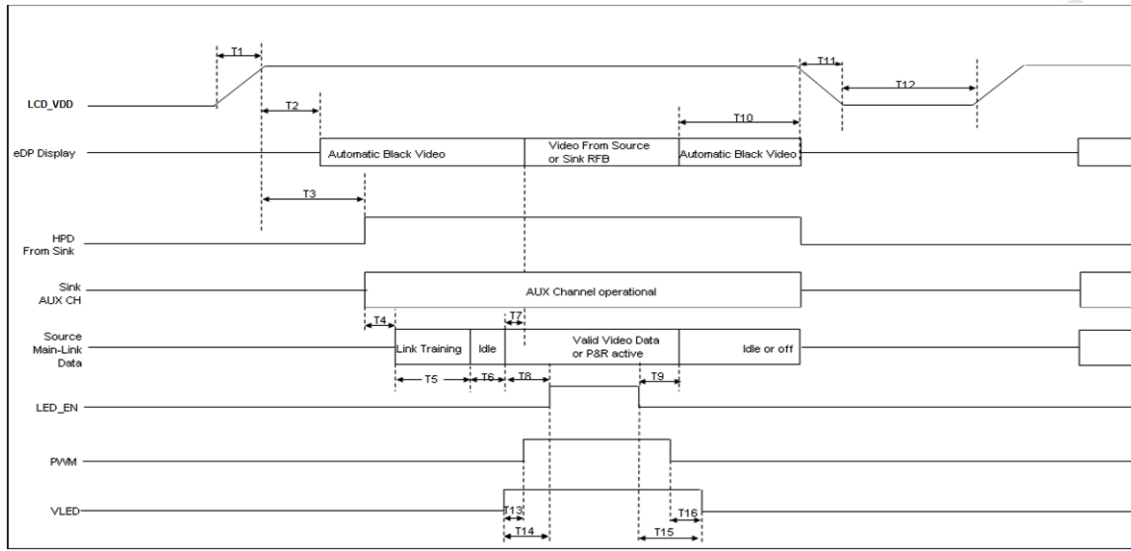 T1
T11
LCD_VDD
T2
T12
T10
eDP Display
Automatic Black Video
Video From Source
or Sink RFB
Automatic Black Video
T3
HPD
From Sink
Sink
AUX CH
AUX Channel operational
T4
T7
Source
Main-Link
Data
Link Training
Idle
Valid Video Data
or P&R active
Idle or off
T5
T6
T8
T9
LED_EN
PWM
VLED
T13
T14
T16
T15